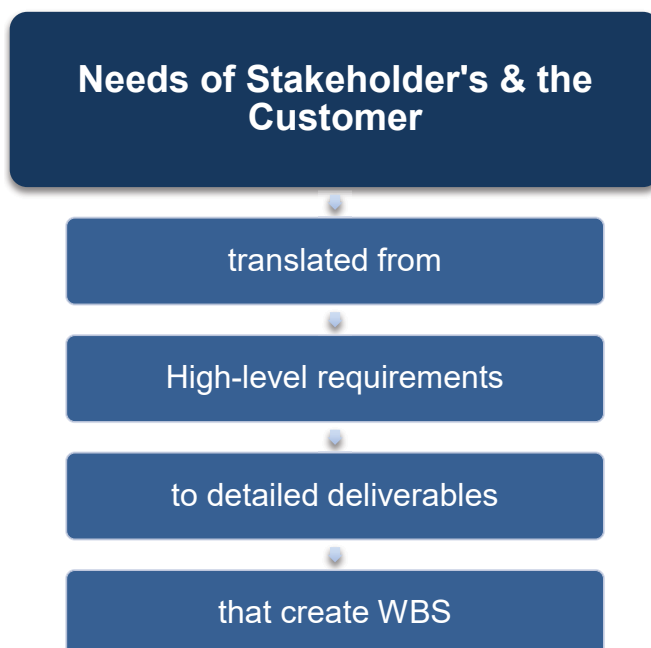 Needs of Stakeholder's & the
Customer
translated from
High-level requirements
to detailed deliverables
that create WBS